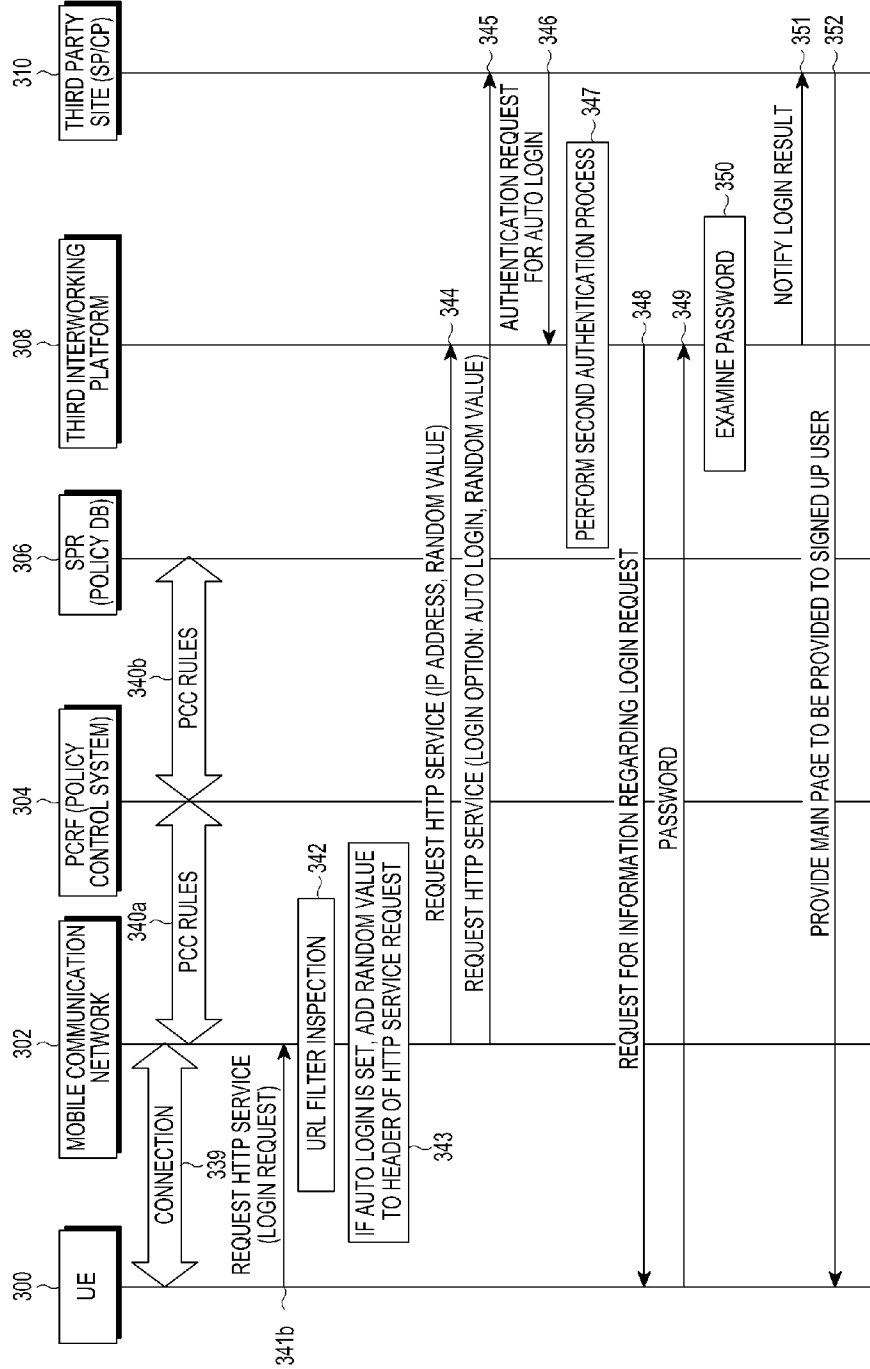 300
UE
302
MOBILE COMMUNICATION
NETWORK
304
PCRF (POLICY
CONTROL SYSTEM)
306
SPR
(POLICY DB)
308
THIRD INTERWORKING
PLATFORM
310
THIRD PARTY
SITE (SP/CP)
CONNECTION
339
340a
PCC RULES
340b
PCC RULES
REQUEST HTTP SERVICE
(LOGIN REQUEST)
341b
URL FILTER INSPECTION
342
IF AUTO LOGIN IS SET, ADD RANDOM VALUE
TO HEADER OF HTTP SERVICE REQUEST
343
REQUEST HTTP SERVICE (IP ADDRESS, RANDOM VALUE)
344
REQUEST HTTP SERVICE (LOGIN OPTION: AUTO LOGIN, RANDOM VALUE)
345
AUTHENTICATION REQUEST
FOR AUTO LOGIN
346
PERFORM SECOND AUTHENTICATION PROCESS
347
REQUEST FOR INFORMATION REGARDING LOGIN REQUEST
348
PASSWORD
349
EXAMINE PASSWORD
350
NOTIFY LOGIN RESULT
351
PROVIDE MAIN PAGE TO BE PROVIDED TO SIGNED UP USER
352